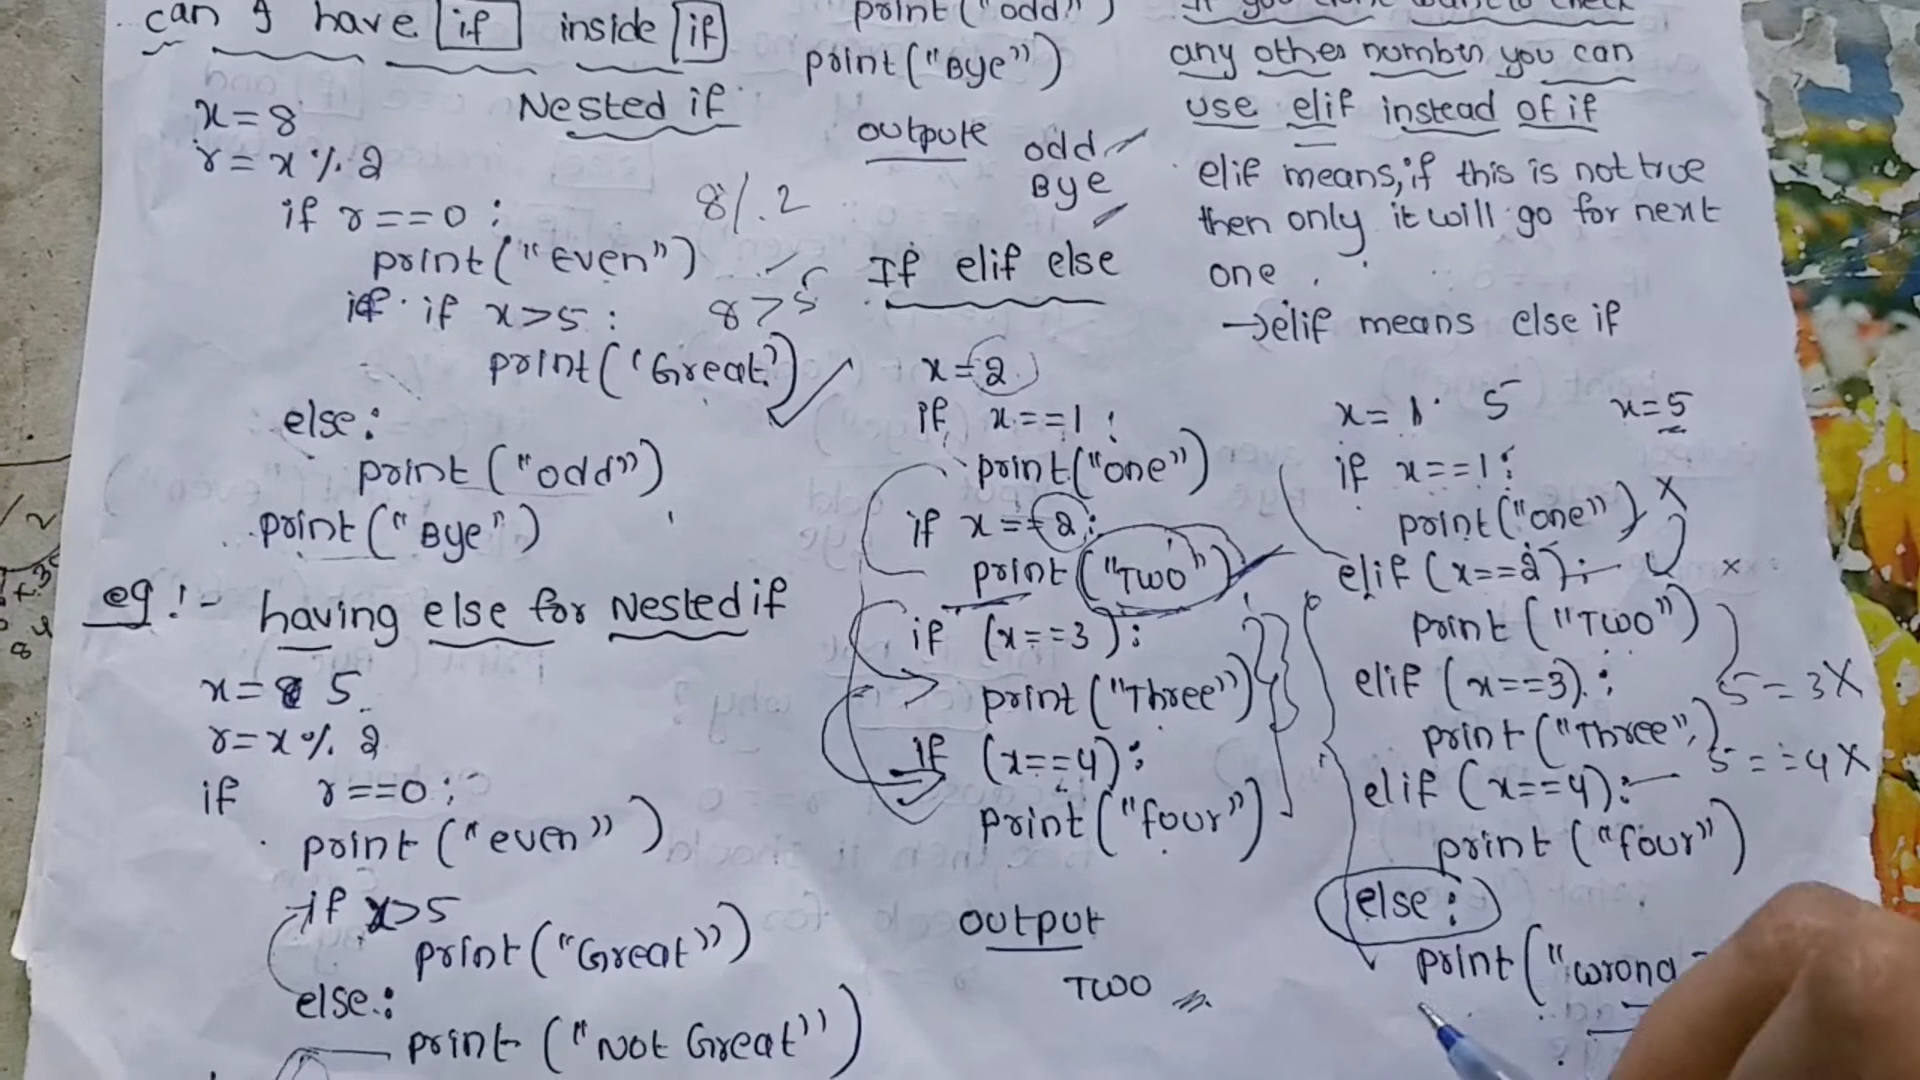 can I have if inside if
Nested if
x=8
r=x%2
if r==0:
8%2
print("Even")
if x>5:
8>5
print('Great')
else:
print("odd")
print("Bye")
eg:- having else for Nested if
x=8 5
r=x%2
if r==0:
print("even")
if x>5
print("Great")
else:
print("Not Great")
print("odd")
print("Bye")
outpute
odd
Bye
If elif else
x=2
if x==1:
print("one")
if x==2:
print("Two")
if (x==3):
print("Three")
if (x==4):
print("four")
output
TWO
any other number you can
use elif instead of if
elif means, if this is not true
then only it will go for next
one
→elif means else if
x=1 5
x=5
if x==1:
print("one") X
elif (x==2): x
print("Two")
elif (x==3):
5=3X
print("Three")
5==4X
elif (x==4):
print("four")
else:
print("wrong